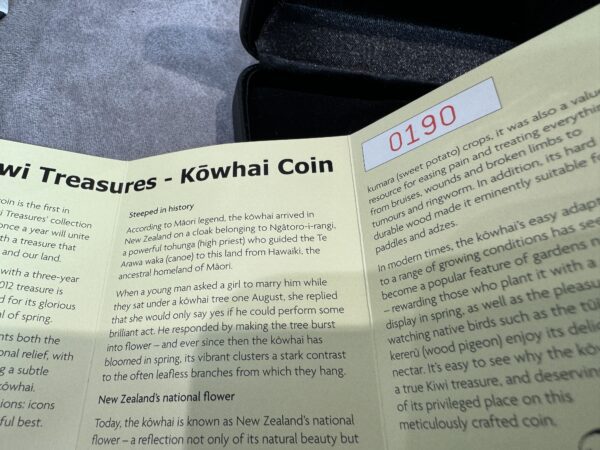 wi Treasures - Kōwhai Coin
oin is the first in
wi Treasures' collection
once a year will unite
with a treasure that
and our land.
with a three-year
012 treasure is
d for its glorious
al of spring.
nts both the
onal relief, with
g a subtle
kōwhai.
ions: icons
ful best.
Steeped in history
According to Māori legend, the kōwhai arrived in
New Zealand on a cloak belonging to Ngātoro-i-rangi,
a powerful tohunga (high priest) who guided the Te
Arawa waka (canoe) to this land from Hawaiki, the
ancestral homeland of Māori.
When a young man asked a girl to marry him while
they sat under a kōwhai tree one August, she replied
that she would only say yes if he could perform some
brilliant act. He responded by making the tree burst
into flower – and ever since then the kōwhai has
bloomed in spring, its vibrant clusters a stark contrast
to the often leafless branches from which they hang.
New Zealand's national flower
Today, the kōwhai is known as New Zealand's national
flower – a reflection not only of its natural beauty but
0190
kumara (sweet potato) crops, it was also a value
resource for easing pain and treating everythin
from bruises, wounds and broken limbs to
tumours and ringworm. In addition, its hard
durable wood made it eminently suitable fo
paddles and adzes.
In modern times, the kōwhai's easy adapt
to a range of growing conditions has see
become a popular feature of gardens n
– rewarding those who plant it with a
display in spring, as well as the pleasu
watching native birds such as the tūī
kererū (wood pigeon) enjoy its delic
nectar. It's easy to see why the kōw
a true Kiwi treasure, and deserving
of its privileged place on this
meticulously crafted coin.